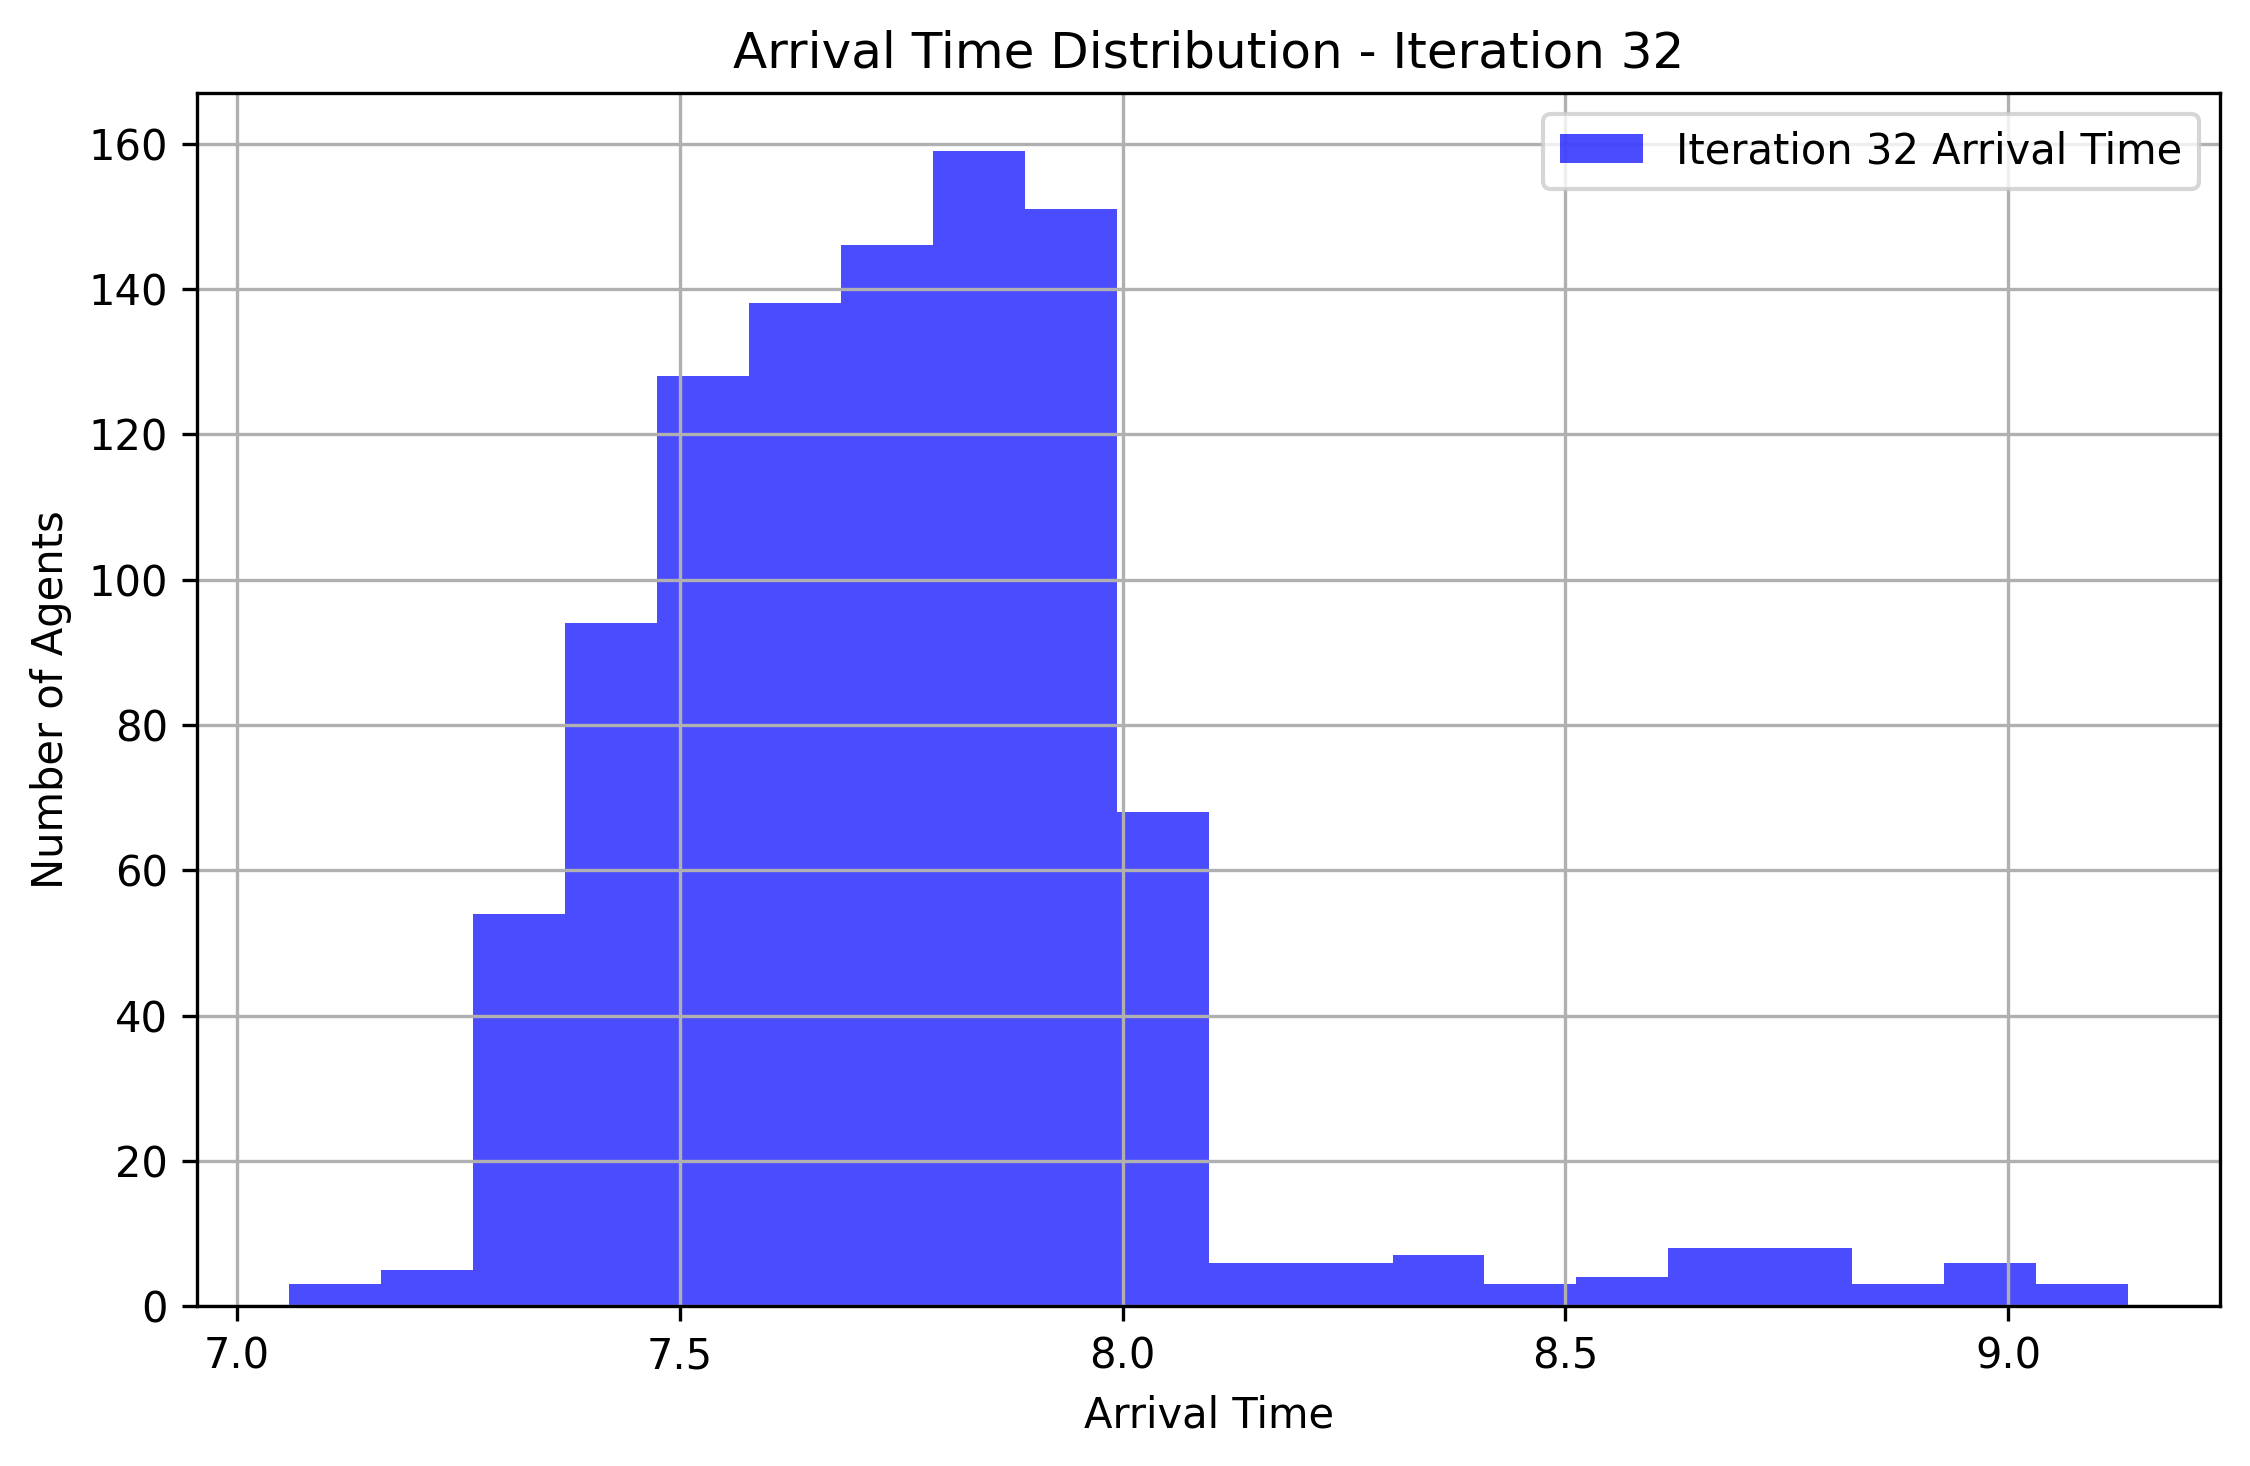 Arrival Time Distribution - Iteration 32
Iteration 32 Arrival Time
160
140
120
100
80
60
40
20
0
Number of Agents
7.0 7.5 8.0 8.5 9.0
Arrival Time